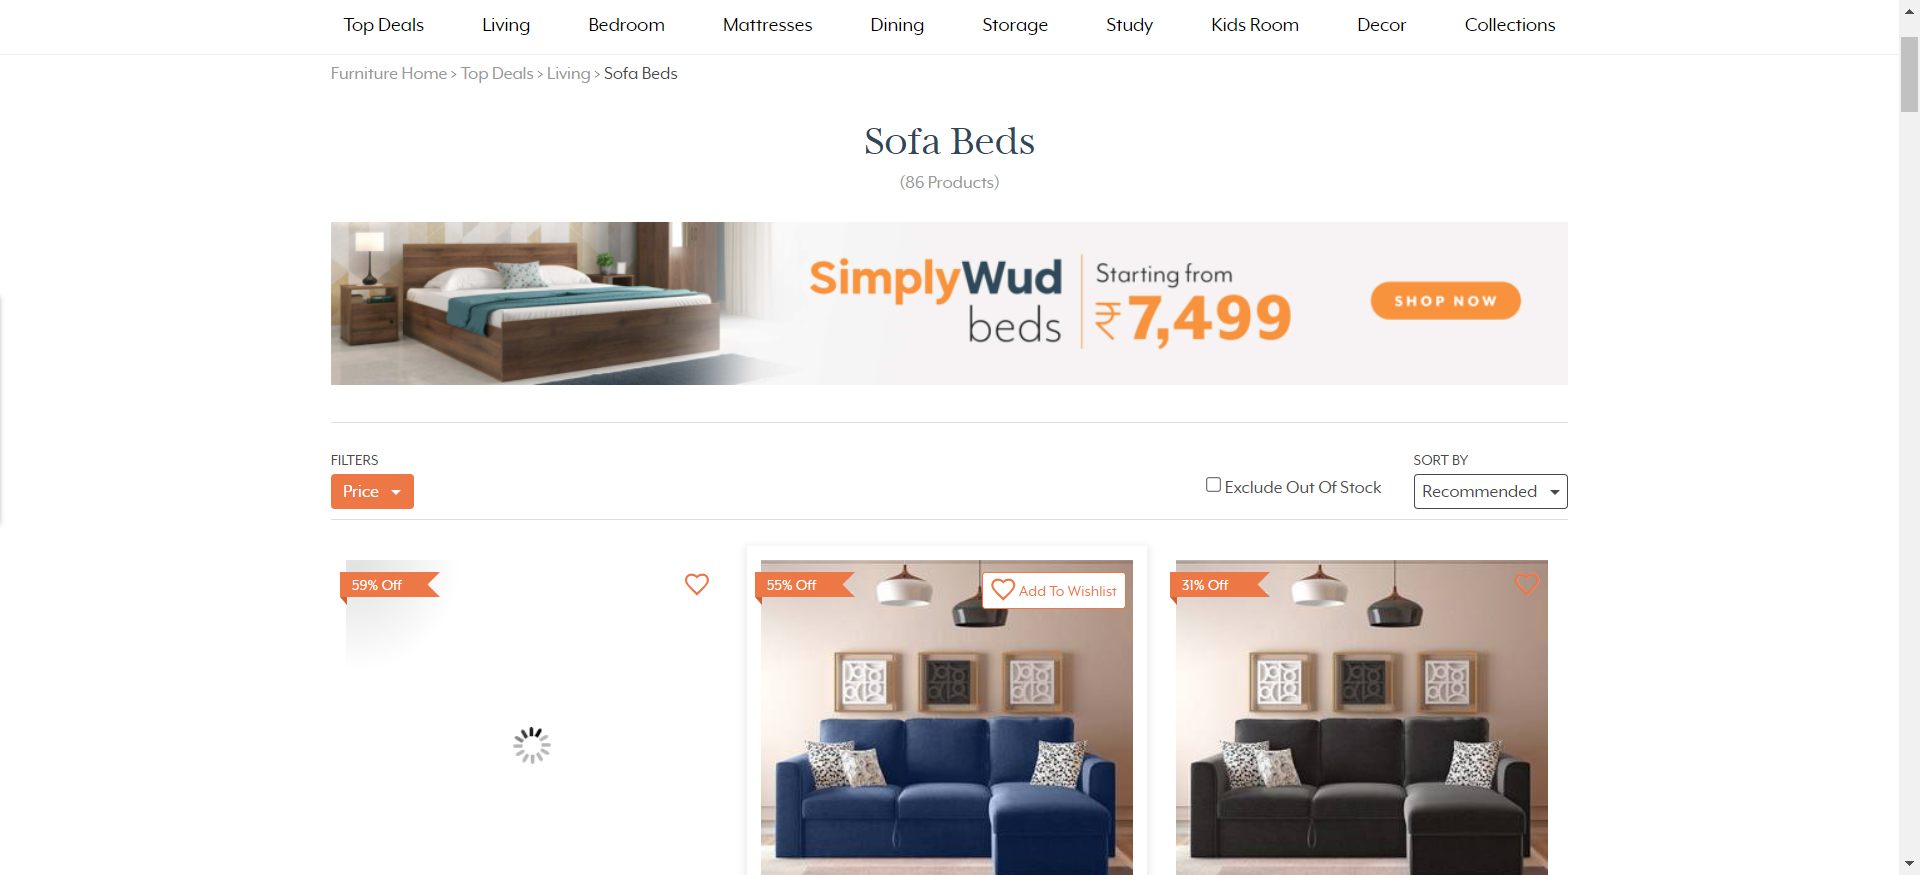 Top Deals Living Bedroom Mattresses Dining Storage Study Kids Room Decor Collections
Furniture Home > Top Deals > Living > Sofa Beds
Sofa Beds
(86 Products)
SimplyWud
beds
Starting from
₹7,499
SHOP NOW
FILTERS
Price
Exclude Out Of Stock
SORT BY
Recommended
59% Off
55% Off
Add To Wishlist
31% Off